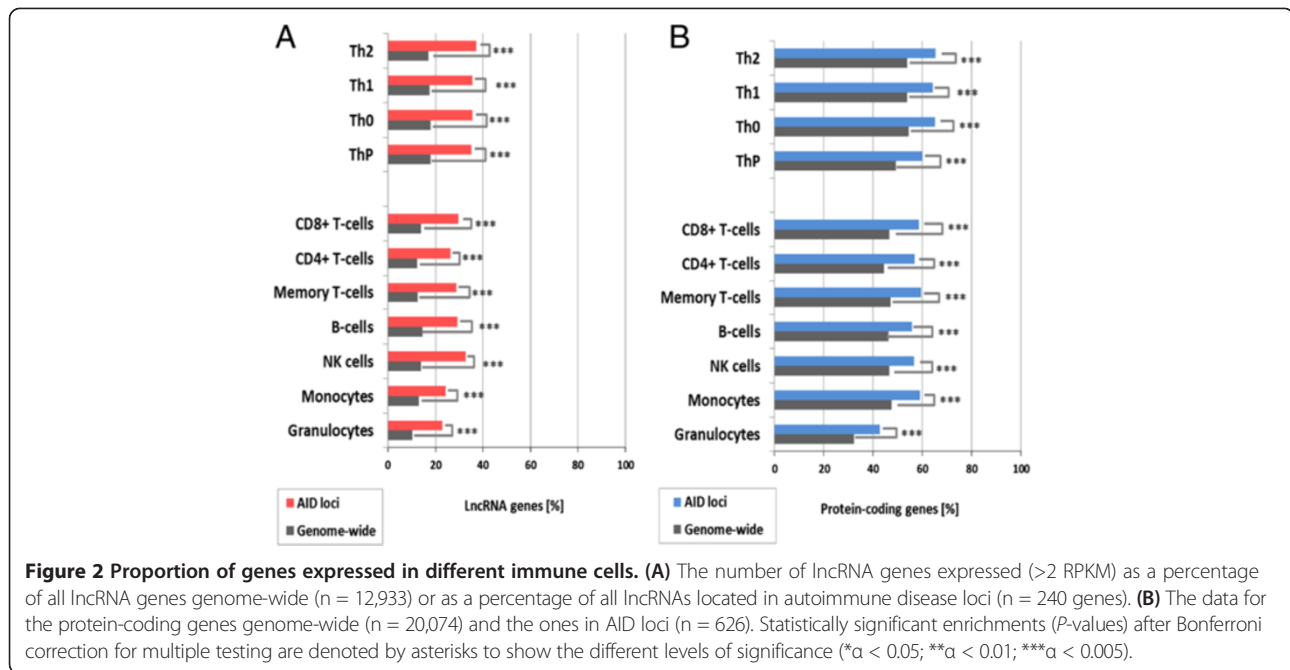 A
Th2
***
Th1
***
Th0
***
ThP
***
CD8+ T-cells
***
CD4+ T-cells
***
Memory T-cells
***
B-cells
***
NK cells
***
Monocytes
***
Granulocytes
***
0 20 40 60 80 100
AID loci
Genome-wide
LncRNA genes [%]
B
Th2
***
Th1
***
Th0
***
ThP
***
CD8+ T-cells
***
CD4+ T-cells
***
Memory T-cells
***
B-cells
***
NK cells
***
Monocytes
***
Granulocytes
***
0 20 40 60 80 100
AID loci
Genome-wide
Protein-coding genes [%]
Figure 2 Proportion of genes expressed in different immune cells. (A) The number of lncRNA genes expressed (>2 RPKM) as a percentage
of all lncRNA genes genome-wide (n = 12,933) or as a percentage of all lncRNAs located in autoimmune disease loci (n = 240 genes). (B) The data for
the protein-coding genes genome-wide (n = 20,074) and the ones in AID loci (n = 626). Statistically significant enrichments (P-values) after Bonferroni
correction for multiple testing are denoted by asterisks to show the different levels of significance (*α < 0.05; **α < 0.01; ***α < 0.005).